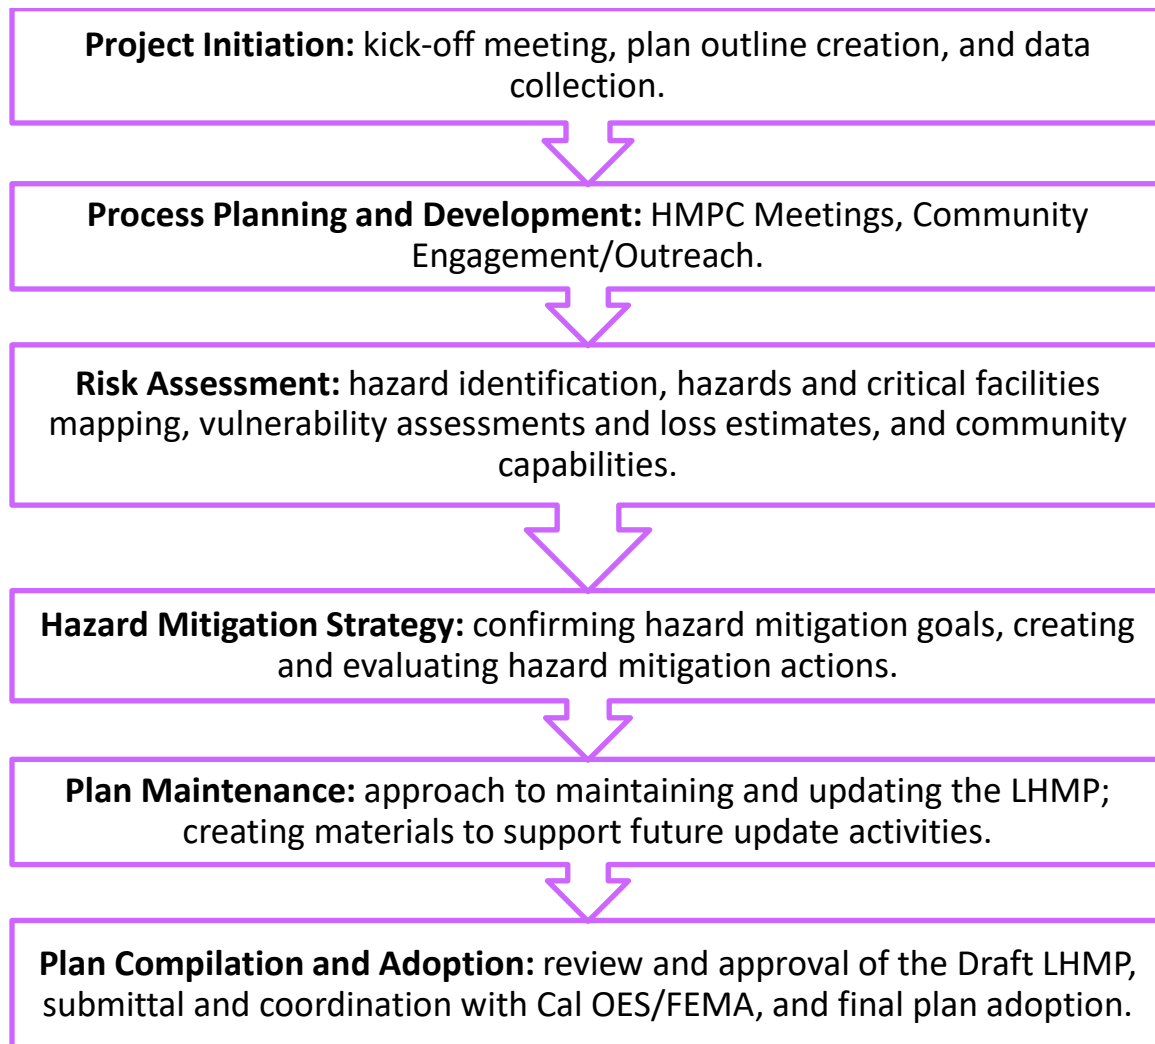 Project Initiation: kick-off meeting, plan outline creation, and data
collection.
Process Planning and Development: HMPC Meetings, Community
Engagement/Outreach.
Risk Assessment: hazard identification, hazards and critical facilities
mapping, vulnerability assessments and loss estimates, and community
capabilities.
Hazard Mitigation Strategy: confirming hazard mitigation goals, creating
and evaluating hazard mitigation actions.
Plan Maintenance: approach to maintaining and updating the LHMP;
creating materials to support future update activities.
Plan Compilation and Adoption: review and approval of the Draft LHMP,
submittal and coordination with Cal OES/FEMA, and final plan adoption.